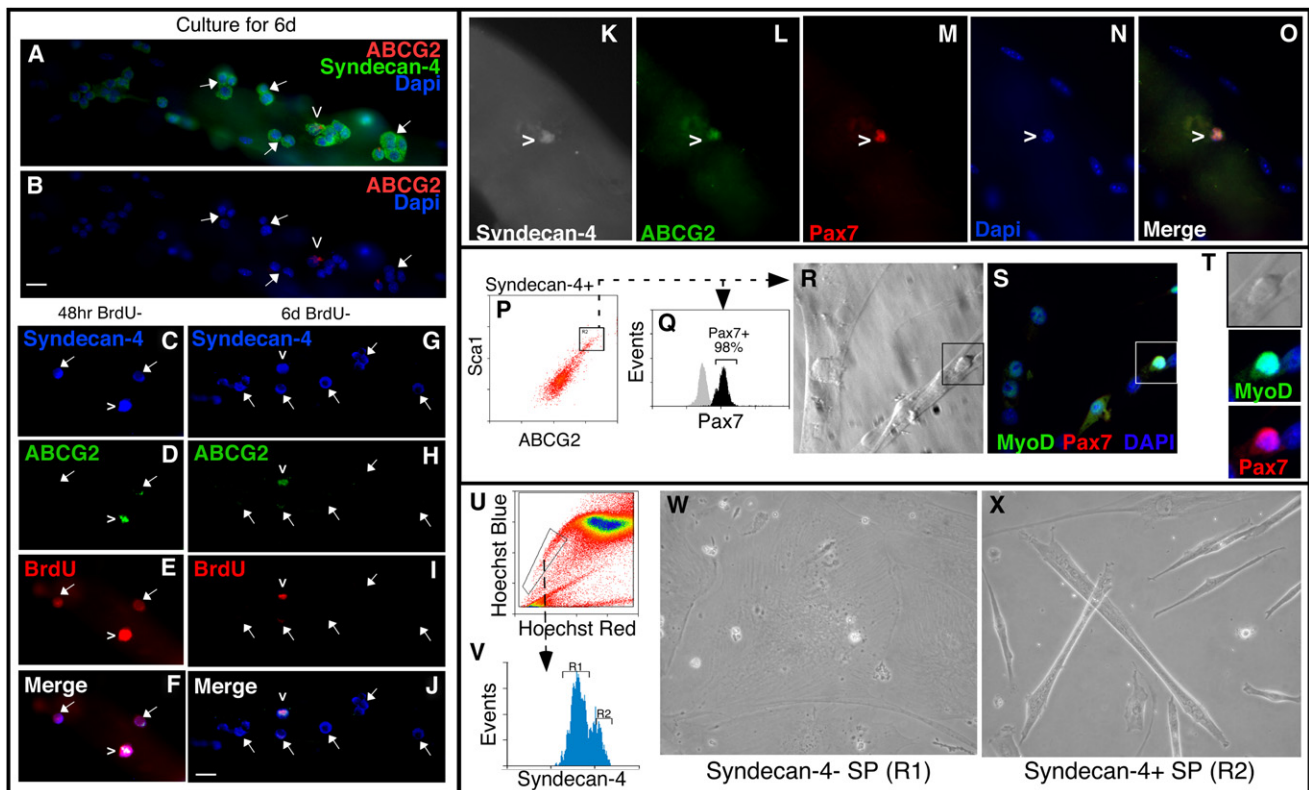 Culture for 6d
A
ABCG2
Syndecan-4
Dapi
B
ABCG2
Dapi
48hr BrdU-
6d BrdU-
Syndecan-4
C
Syndecan-4
G
ABCG2
D
ABCG2
H
BrdU
E
BrdU
I
Merge
F
Merge
J
K
L
M
N
O
Syndecan-4
ABCG2
Pax7
Dapi
Merge
Syndecan-4+
P
R2
Sca1
ABCG2
Q
Pax7+
98%
Events
Pax7
R
S
MyoD
Pax7
DAPI
T
MyoD
Pax7
U
Hoechst Blue
Hoechst Red
V
R1
R2
Events
Syndecan-4
W
Syndecan-4- SP (R1)
X
Syndecan-4+ SP (R2)